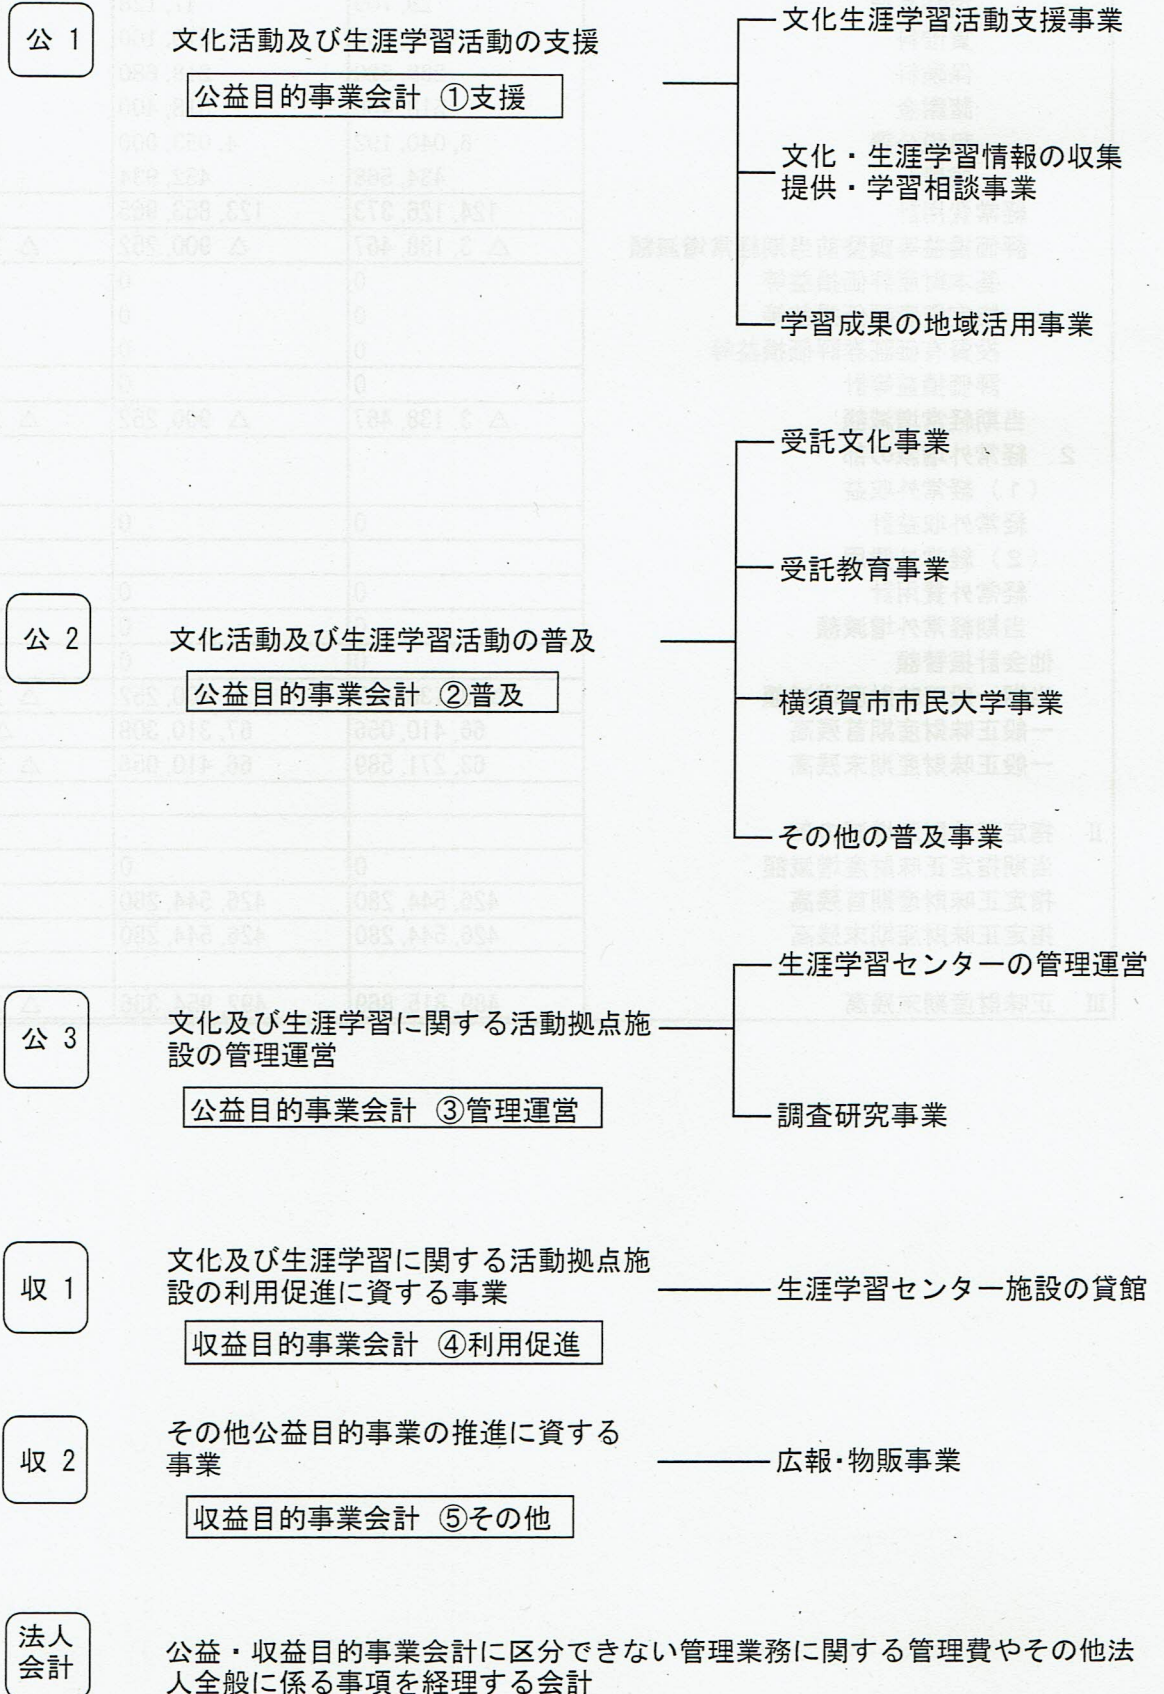 公 1
文化活動及び生涯学習活動の支援
公益目的事業会計 ①支援
文化生涯学習活動支援事業
文化・生涯学習情報の収集
提供・学習相談事業
学習成果の地域活用事業
公 2
文化活動及び生涯学習活動の普及
公益目的事業会計 ②普及
受託文化事業
受託教育事業
横須賀市市民大学事業
その他の普及事業
公 3
文化及び生涯学習に関する活動拠点施
設の管理運営
公益目的事業会計 ③管理運営
生涯学習センターの管理運営
調査研究事業
収 1
文化及び生涯学習に関する活動拠点施
設の利用促進に資する事業
収益目的事業会計 ④利用促進
生涯学習センター施設の貸館
収 2
その他公益目的事業の推進に資する
事業
収益目的事業会計 ⑤その他
広報・物販事業
法人
会計
公益・収益目的事業会計に区分できない管理業務に関する管理費やその他法
人全般に係る事項を経理する会計